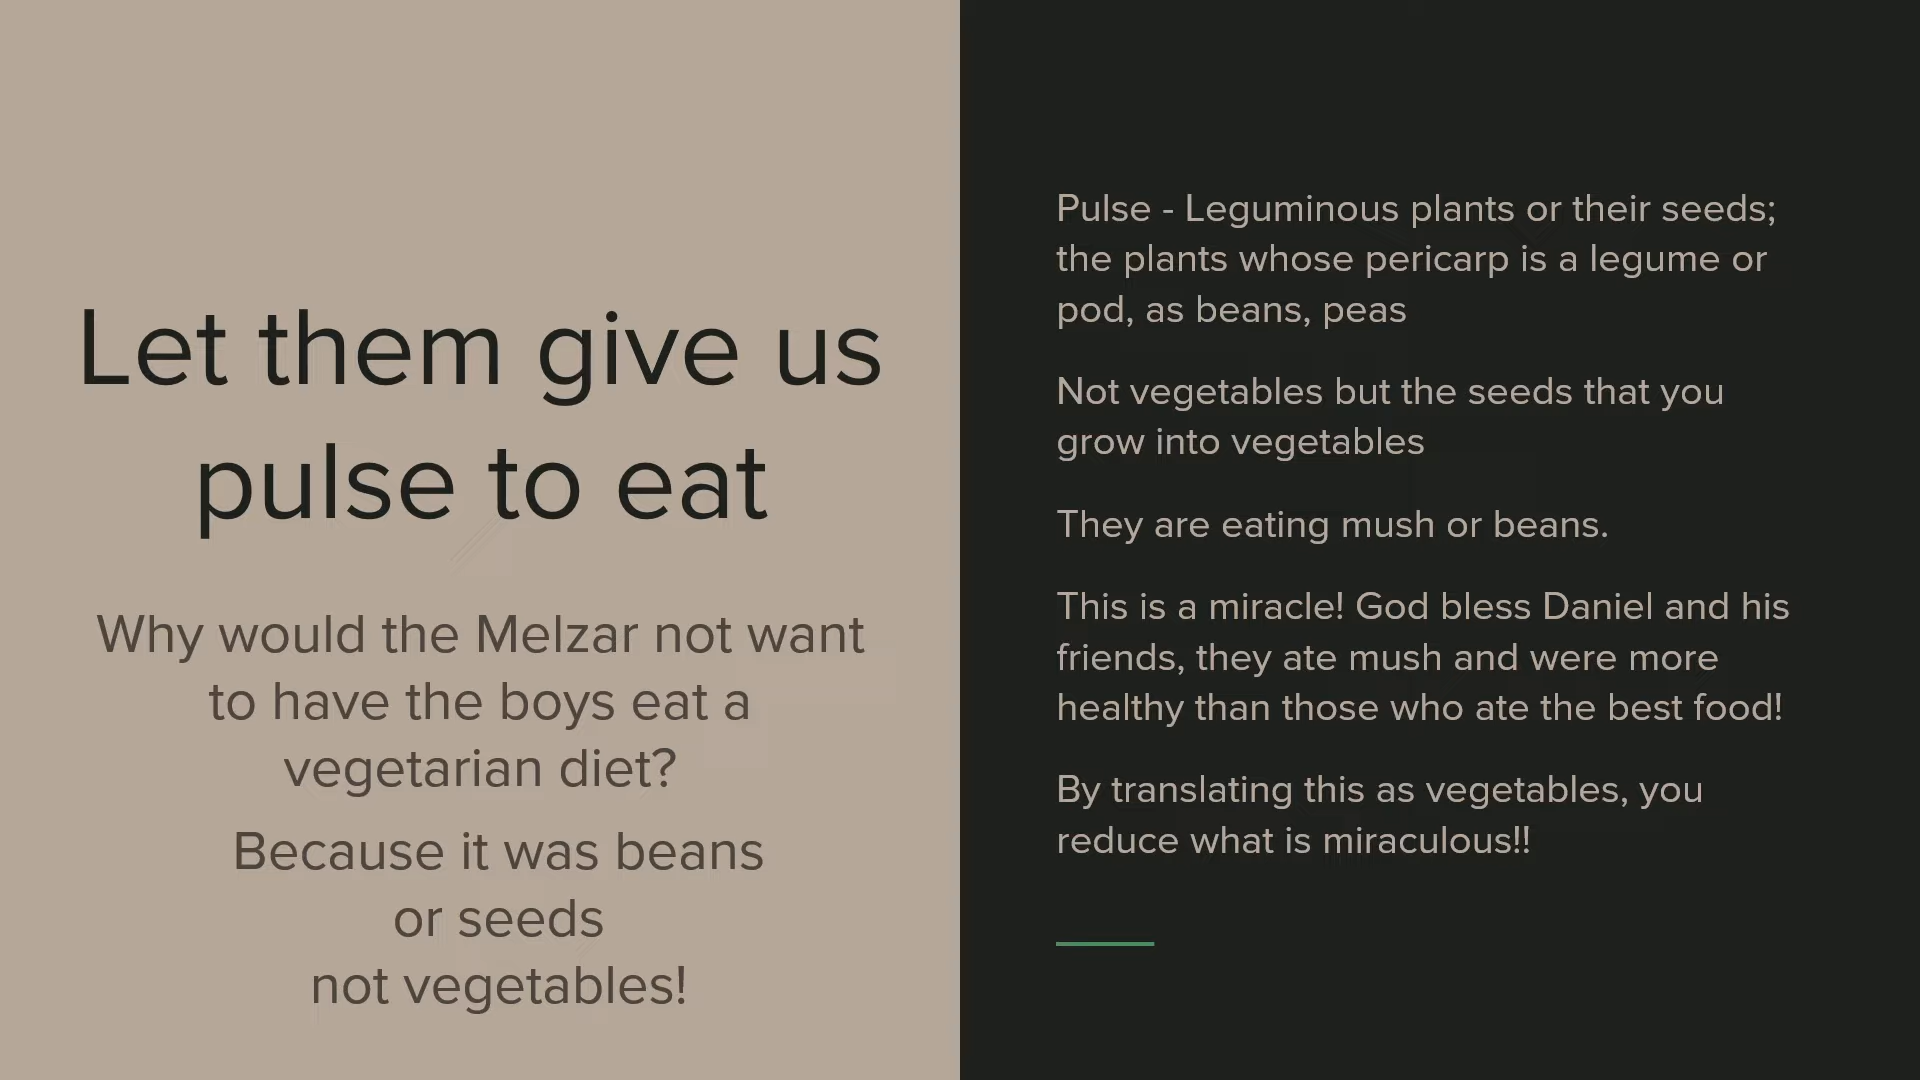 Let them give us
pulse to eat
Why would the Melzar not want
to have the boys eat a
vegetarian diet?
Because it was beans
or seeds
not vegetables!
Pulse - Leguminous plants or their seeds;
the plants whose pericarp is a legume or
pod, as beans, peas
Not vegetables but the seeds that you
grow into vegetables
They are eating mush or beans.
This is a miracle! God bless Daniel and his
friends, they ate mush and were more
healthy than those who ate the best food!
By translating this as vegetables, you
reduce what is miraculous!!